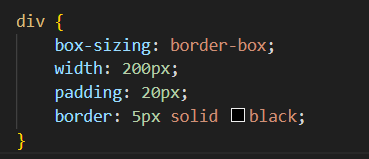 div {
box-sizing: border-box;
width: 200px;
padding: 20px;
border: 5px solid black;
}